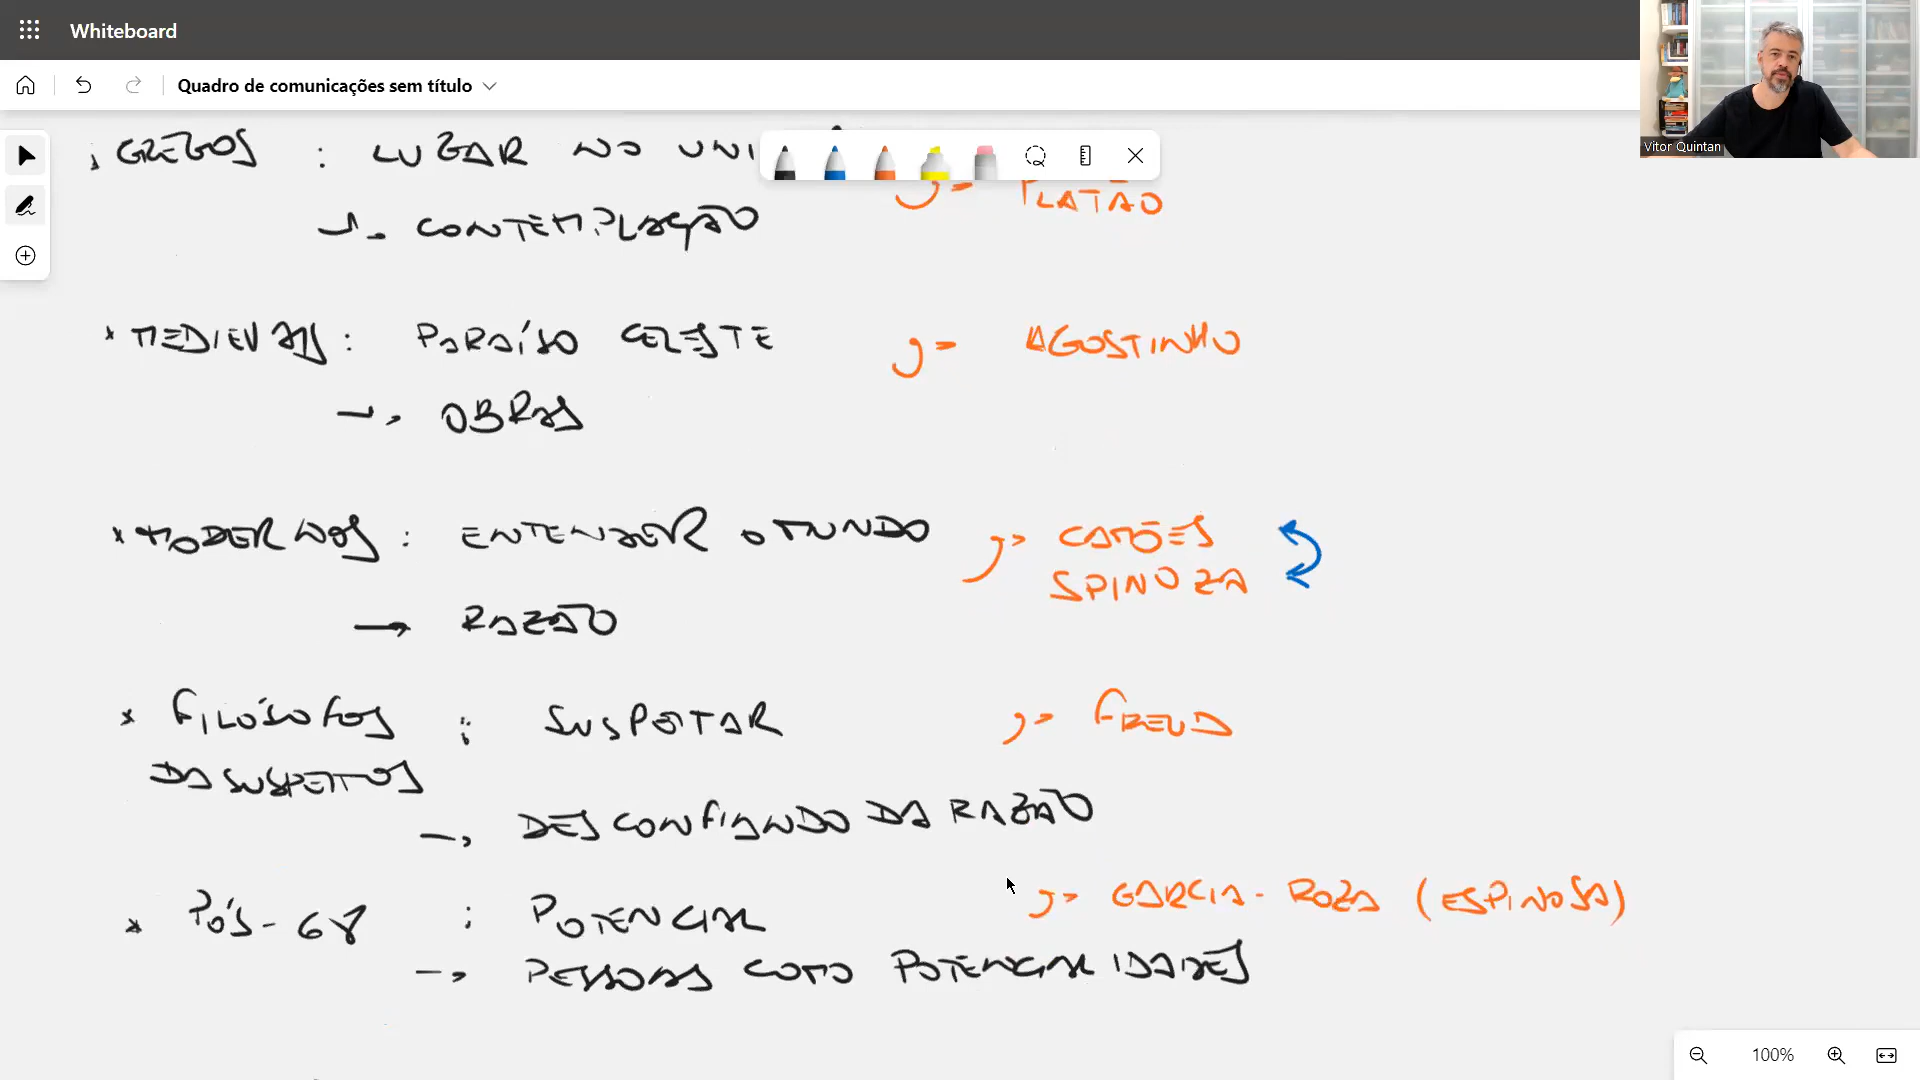 Whiteboard
Quadro de comunicações sem título
Vitor Quintan
GREGOS : LUGAR NO UNI
PLATÃO
CONTEMPLAÇÃO
* MEDIEVAIS : PARAÍSO CELESTE AGOSTINHO
OBRAS
* MODERNOS : ENTENDER O MUNDO CAMÕES
SPINOZA
→ RAZÃO
* FILÓSOFOS : SUSPEITAR FREUD
DA SUSPEITOS
→ DESCONFIANDO DA RAZÃO
* PÓS-68 : POTENCIAL GARCIA-ROZA (ESPINOSA)
→ PESSOAS COMO POTENCIALIDADES
100%